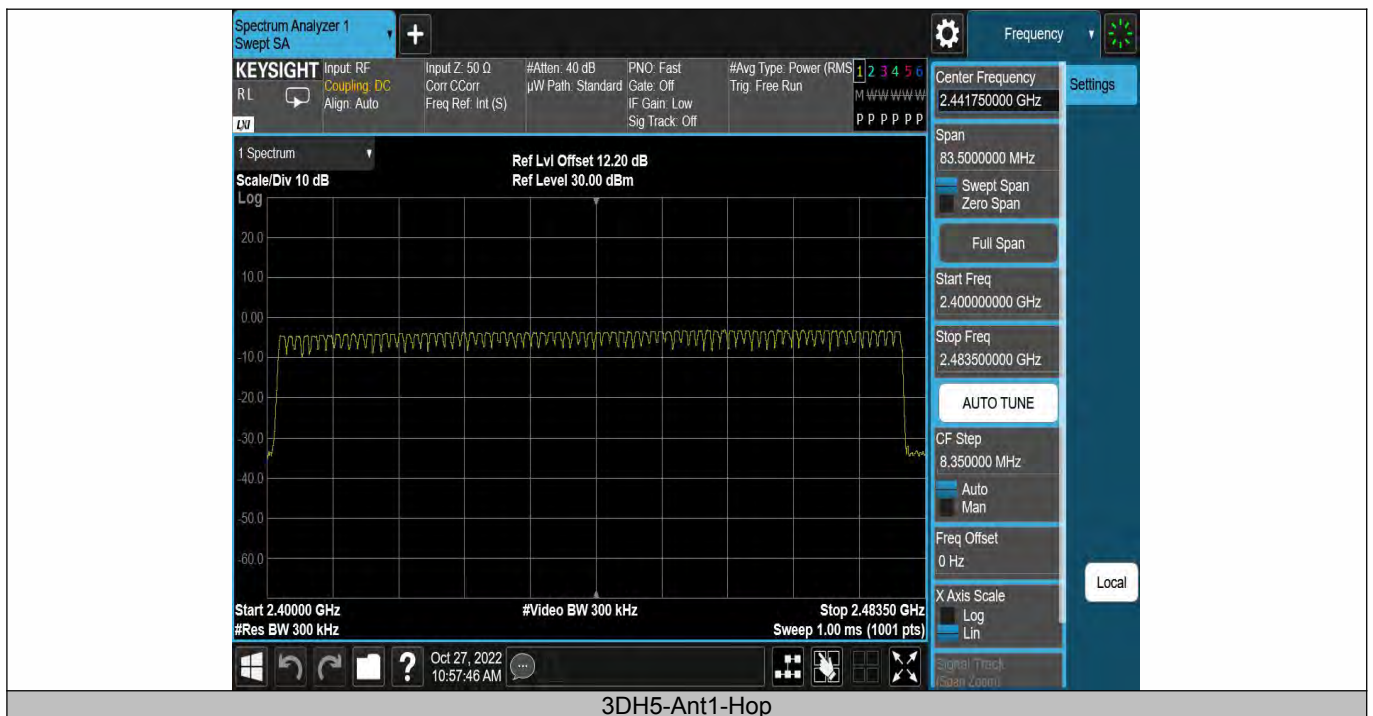 Spectrum Analyzer 1
Swept SA
+
Frequency
KEYSIGHT
RL
LXI
Input: RF
Coupling: DC
Align: Auto
Input Z: 50 Ω
Corr CCorr
Freq Ref: Int (S)
#Atten: 40 dB
µW Path: Standard
PNO: Fast
Gate: Off
IF Gain: Low
Sig Track: Off
#Avg Type: Power (RMS
Trig: Free Run
1 2 3 4 5 6
M W W W W W
P P P P P P
Center Frequency
2.441750000 GHz
Settings
Span
83.5000000 MHz
Swept Span
Zero Span
Full Span
Start Freq
2.400000000 GHz
Stop Freq
2.483500000 GHz
AUTO TUNE
CF Step
8.350000 MHz
Auto
Man
Freq Offset
0 Hz
X Axis Scale
Log
Lin
Signal Track
(Span Zoom)
Local
1 Spectrum
Scale/Div 10 dB
Ref Lvl Offset 12.20 dB
Ref Level 30.00 dBm
Log
20.0
10.0
0.00
-10.0
-20.0
-30.0
-40.0
-50.0
-60.0
Start 2.40000 GHz
#Res BW 300 kHz
#Video BW 300 kHz
Stop 2.48350 GHz
Sweep 1.00 ms (1001 pts)
?
Oct 27, 2022
10:57:46 AM
3DH5-Ant1-Hop